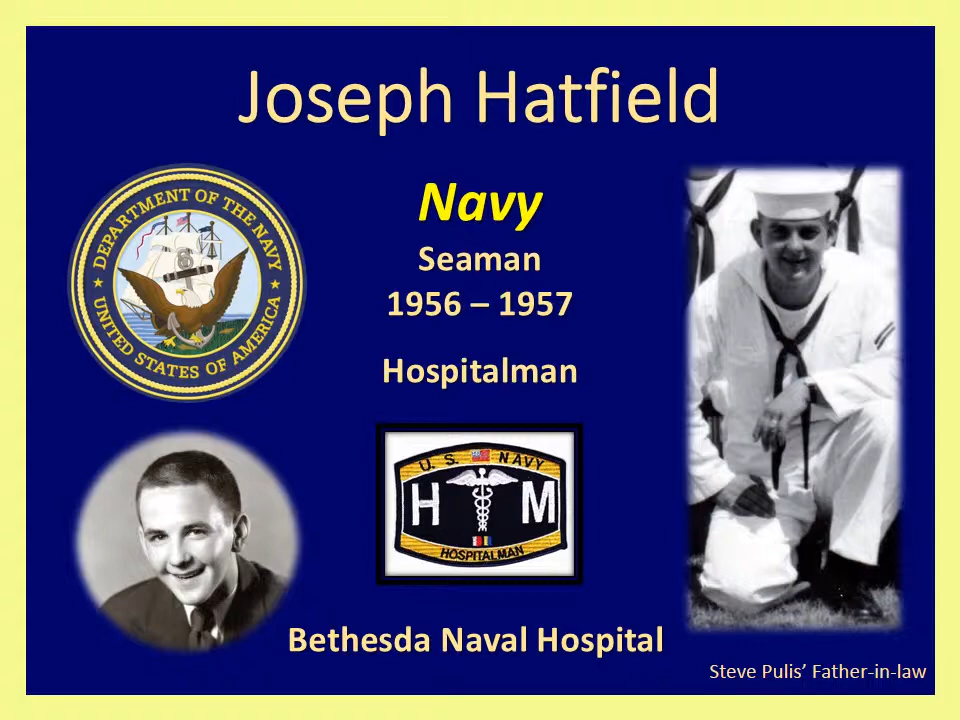 Joseph Hatfield
DEPARTMENT OF THE NAVY
UNITED STATES OF AMERICA
Navy
Seaman
1956 – 1957
Hospitalman
U. S. NAVY
H M
HOSPITALMAN
Bethesda Naval Hospital
Steve Pulis’ Father-in-law